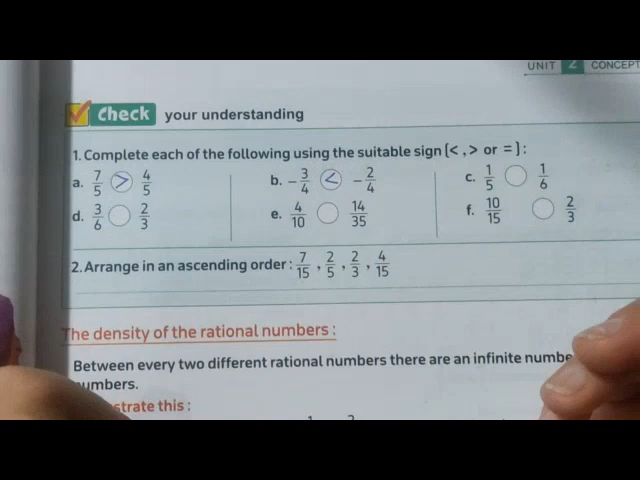 UNIT 2 CONCEPT
Check your understanding
1. Complete each of the following using the suitable sign (< , > or =) :
a. 7/5 > 4/5 b. - 3/4 < - 2/4 c. 1/5 ○ 1/6
d. 3/6 ○ 2/3 e. 4/10 ○ 14/35 f. 10/15 ○ 2/3
2. Arrange in an ascending order : 7/15 , 2/5 , 2/3 , 4/15
The density of the rational numbers :
Between every two different rational numbers there are an infinite
numbers.
this :